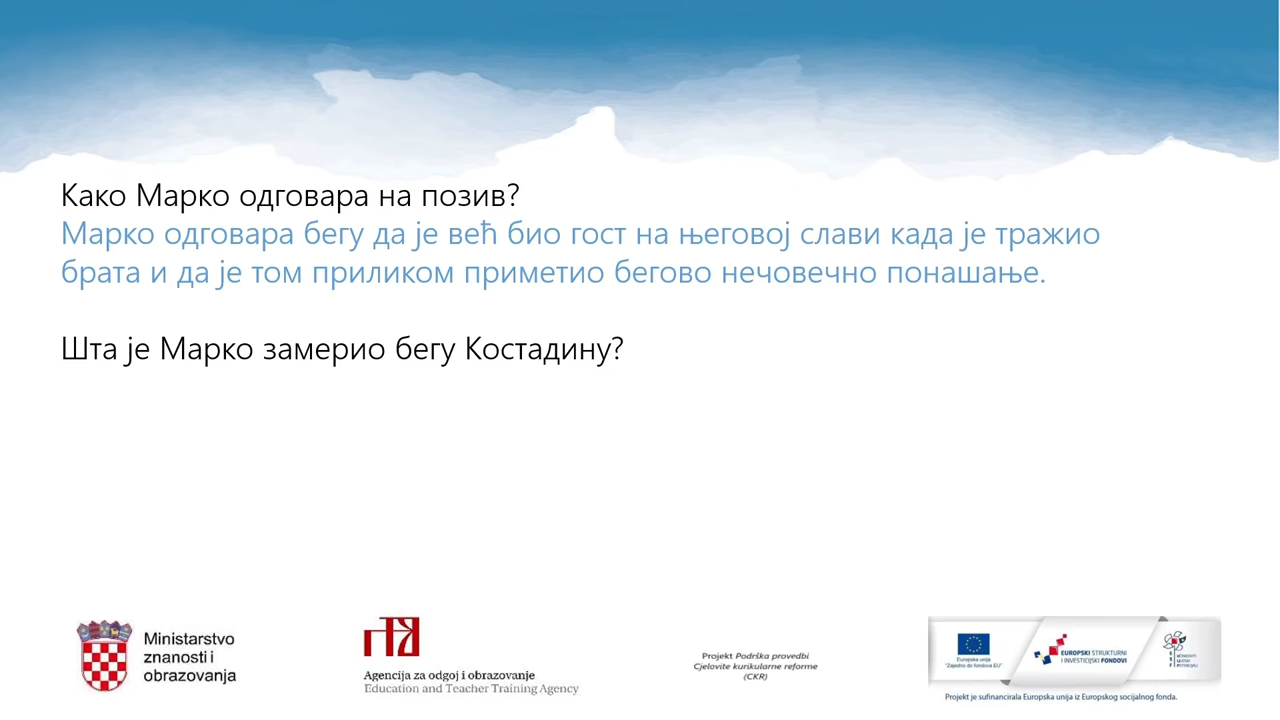 Како Марко одговара на позив?
Марко одговара бегу да је већ био гост на његовој слави када је тражио
брата и да је том приликом приметио бегово нечовечно понашање.
Шта је Марко замерио бегу Костадину?
Ministarstvo
znanosti i
obrazovanja
Agencija za odgoj i obrazovanje
Education and Teacher Training Agency
Projekt Podrška provedbi
Cjelovite kurikularne reforme
(CKR)
Europska unija
"Zajedno do fondova EU"
EUROPSKI STRUKTURNI
I INVESTICIJSKI FONDOVI
Projekt je sufinancirala Europska unija iz Europskog socijalnog fonda.